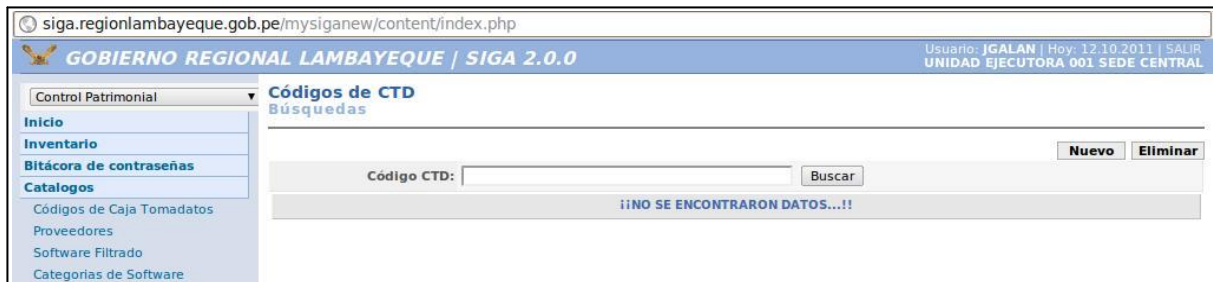 siga.regionlambayeque.gob.pe/mysiganew/content/index.php
GOBIERNO REGIONAL LAMBAYEQUE | SIGA 2.0.0
Usuario: JGALAN | Hoy: 12.10.2011 | SALIR
UNIDAD EJECUTORA 001 SEDE CENTRAL
Control Patrimonial
Inicio
Inventario
Bitácora de contraseñas
Catalogos
Códigos de Caja Tomadatos
Proveedores
Software Filtrado
Categorias de Software
Códigos de CTD
Búsquedas
Nuevo Eliminar
Código CTD: Buscar
¡¡NO SE ENCONTRARON DATOS...!!